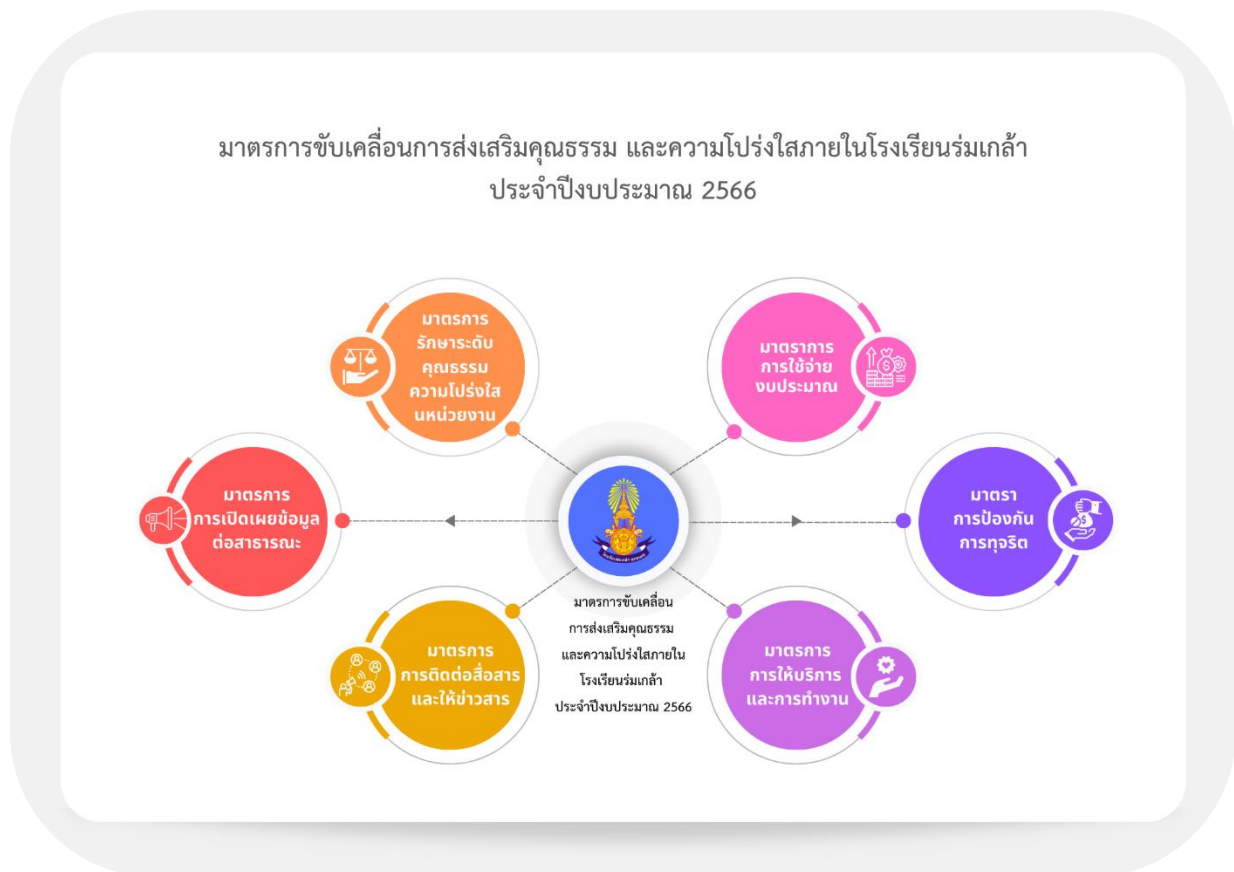 มาตรการขับเคลื่อนการส่งเสริมคุณธรรม และความโปร่งใสภายในโรงเรียนร่มเกล้า
ประจำปีงบประมาณ 2566
มาตรการ
รักษาระดับ
คุณธรรม
ความโปร่งใส
นหน่วยงาน
มาตราการ
การใช้จ่าย
งบประมาณ
มาตรการ
การเปิดเผยข้อมูล
ต่อสาธารณะ
มาตรา
การป้องกัน
การทุจริต
มาตรการ
การติดต่อสื่อสาร
และให้ข่าวสาร
มาตรการขับเคลื่อน
การส่งเสริมคุณธรรม
และความโปร่งใสภายใน
โรงเรียนร่มเกล้า
ประจำปีงบประมาณ 2566
มาตรการ
การให้บริการ
และการทำงาน